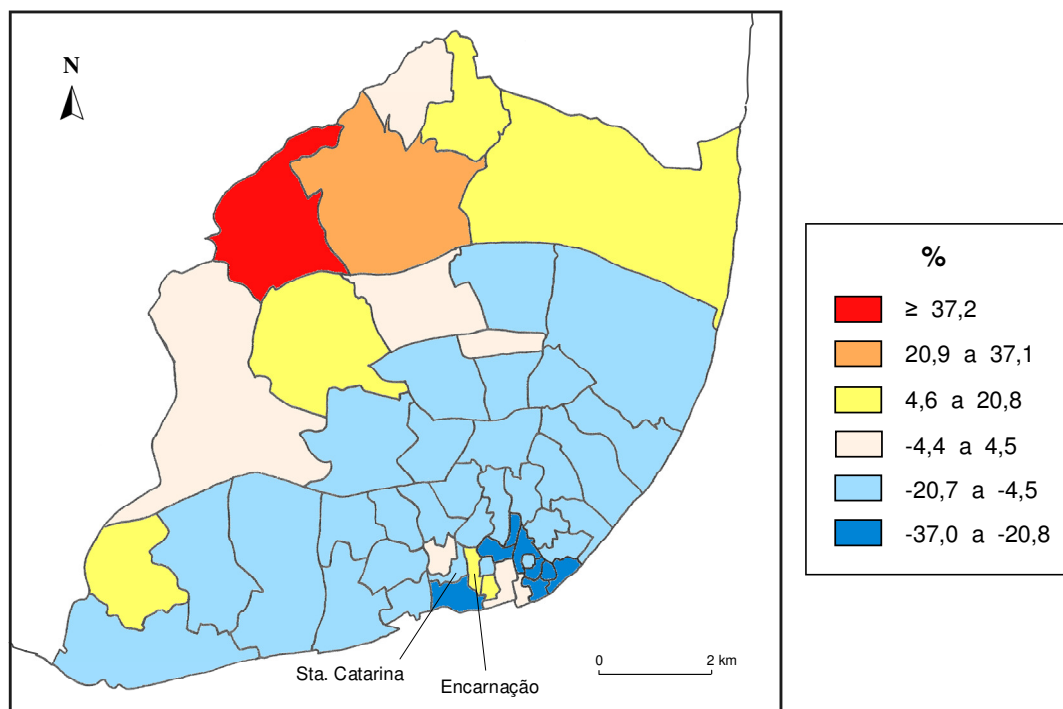 N
%
≥ 37,2
20,9 a 37,1
4,6 a 20,8
-4,4 a 4,5
-20,7 a -4,5
-37,0 a -20,8
Sta. Catarina
Encarnação
0 2 km